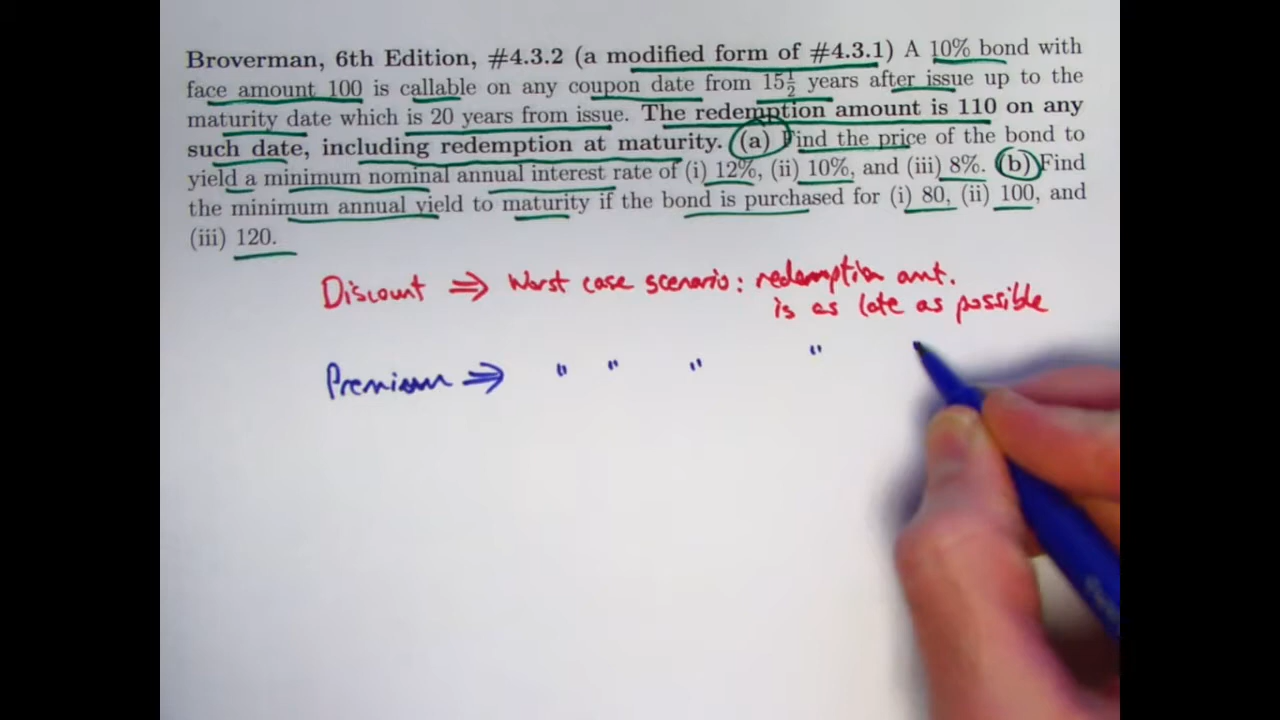 Broverman, 6th Edition, #4.3.2 (a modified form of #4.3.1) A 10% bond with
face amount 100 is callable on any coupon date from 15½ years after issue up to the
maturity date which is 20 years from issue. The redemption amount is 110 on any
such date, including redemption at maturity. (a) Find the price of the bond to
yield a minimum nominal annual interest rate of (i) 12%, (ii) 10%, and (iii) 8%. (b) Find
the minimum annual yield to maturity if the bond is purchased for (i) 80, (ii) 100, and
(iii) 120.
Discount ⇒ Worst case scenario: redemption amt.
is as late as possible
Premium ⇒ " " " "